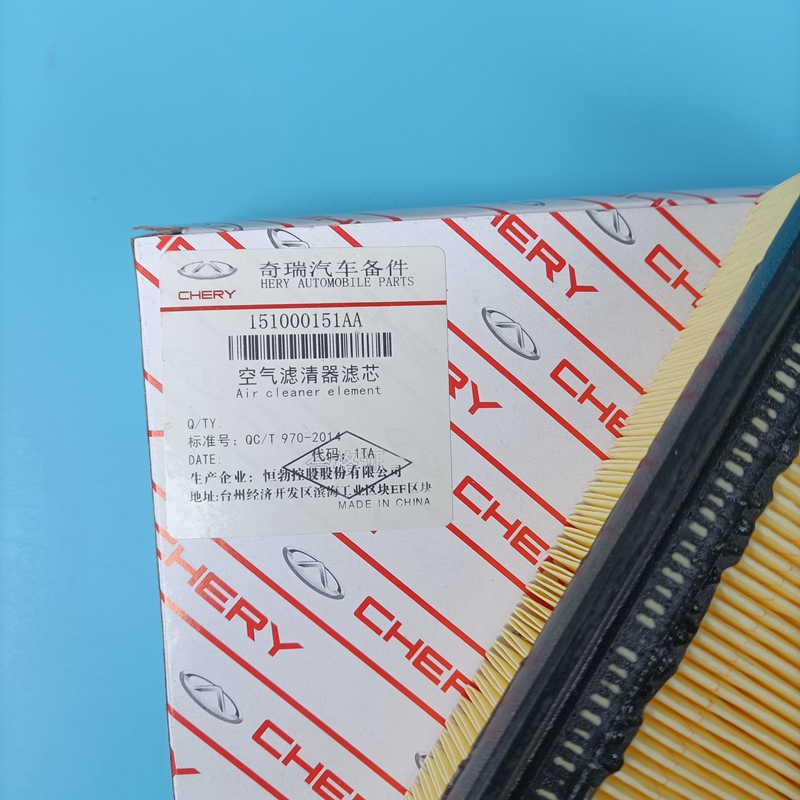 奇瑞汽车备件
HERY AUTOMOBILE PARTS
CHERY
151000151AA
空气滤清器滤芯
Air cleaner element
Q/TY:
标准号: QC/T 970-2014
DATE:
代码: 1TA
生产企业: 恒勃控股股份有限公司
地址:台州经济开发区滨海工业区块EF区块
MADE IN CHINA
HERY
CHERY
CHERY
CHERY
CHERY
CHERY
CHERY